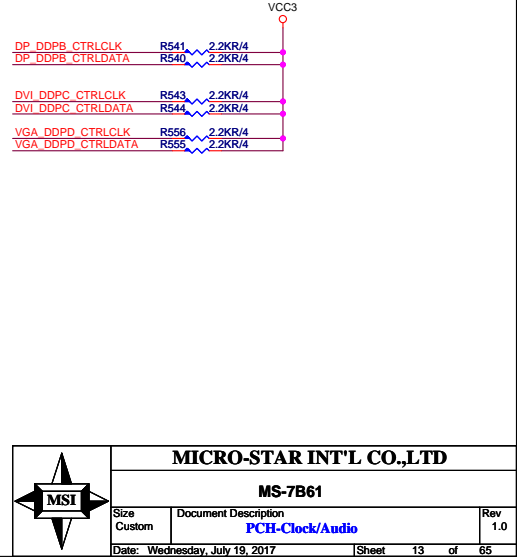 VCC3
DP_DDPB_CTRLCLK R541 2.2KR/4
DP_DDPB_CTRLDATA R540 2.2KR/4
DVI_DDPC_CTRLCLK R543 2.2KR/4
DVI_DDPC_CTRLDATA R544 2.2KR/4
VGA_DDPD_CTRLCLK R556 2.2KR/4
VGA_DDPD_CTRLDATA R555 2.2KR/4
MSI
MICRO-STAR INT'L CO.,LTD
MS-7B61
Size Document Description Rev
Custom PCH-Clock/Audio 1.0
Date: Wednesday, July 19, 2017 Sheet 13 of 65